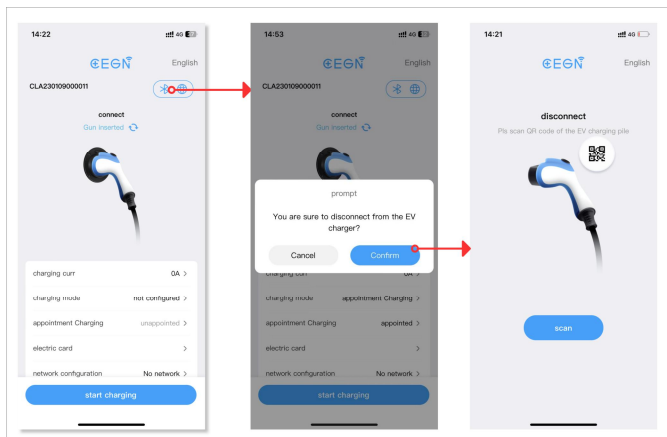 14:22
4G
CEGN
English
CLA230109000011
connect
Gun inserted
charging curr
0A >
charging mode
not configured >
appointment Charging
unappointed >
electric card
>
network configuration
No network >
start charging
14:53
4G
CEGN
English
CLA230109000011
connect
Gun inserted
prompt
You are sure to disconnect from the EV
charger?
Cancel
Confirm
charging curr
0A >
charging mode
appointment Charging >
appointment Charging
appointed >
electric card
>
network configuration
No network >
start charging
14:21
4G
CEGN
English
disconnect
Pls scan QR code of the EV charging pile
scan